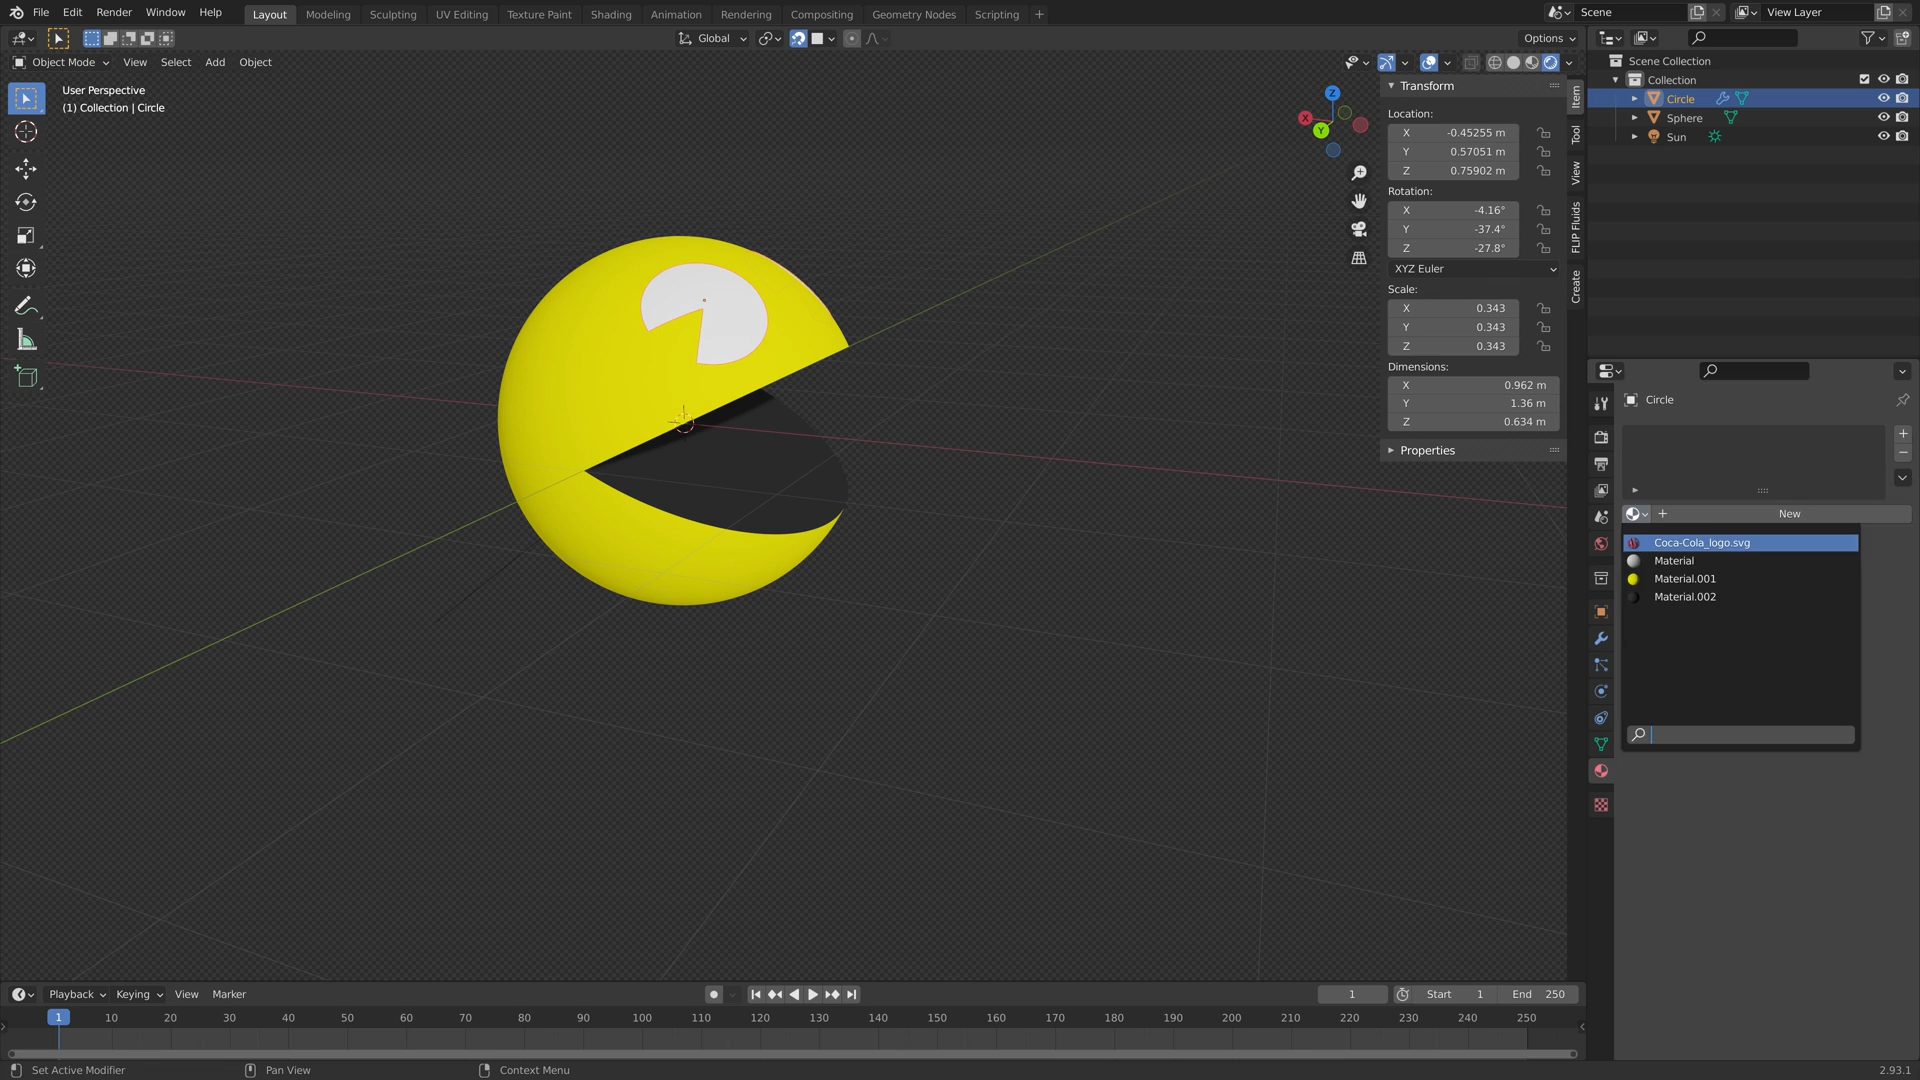 File Edit Render Window Help Layout Modeling Sculpting UV Editing Texture Paint Shading Animation Rendering Compositing Geometry Nodes Scripting + Scene View Layer
Global Options
Object Mode View Select Add Object
User Perspective
(1) Collection | Circle
Z
X
Y
Transform
Location:
X -0.45255 m
Y 0.57051 m
Z 0.75902 m
Rotation:
X -4.16°
Y -37.4°
Z -27.8°
XYZ Euler
Scale:
X 0.343
Y 0.343
Z 0.343
Dimensions:
X 0.962 m
Y 1.36 m
Z 0.634 m
Properties
Item
Tool
View
FLIP Fluids
Create
Scene Collection
Collection
Circle
Sphere
Sun
Circle
+ New
Coca-Cola_logo.svg
Material
Material.001
Material.002
Playback Keying View Marker 1 Start 1 End 250
1 10 20 30 40 50 60 70 80 90 100 110 120 130 140 150 160 170 180 190 200 210 220 230 240 250
Set Active Modifier Pan View Context Menu 2.93.1